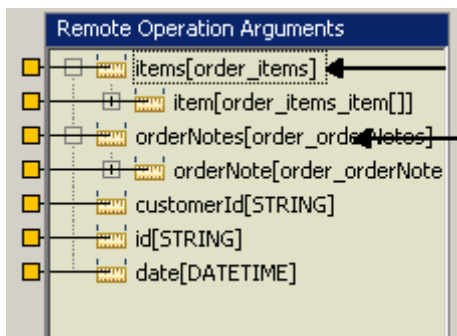 Remote Operation Arguments
items[order_items]
item[order_items_item[]]
orderNotes[order_orderNotes]
orderNote[order_orderNote
customerId[STRING]
id[STRING]
date[DATETIME]